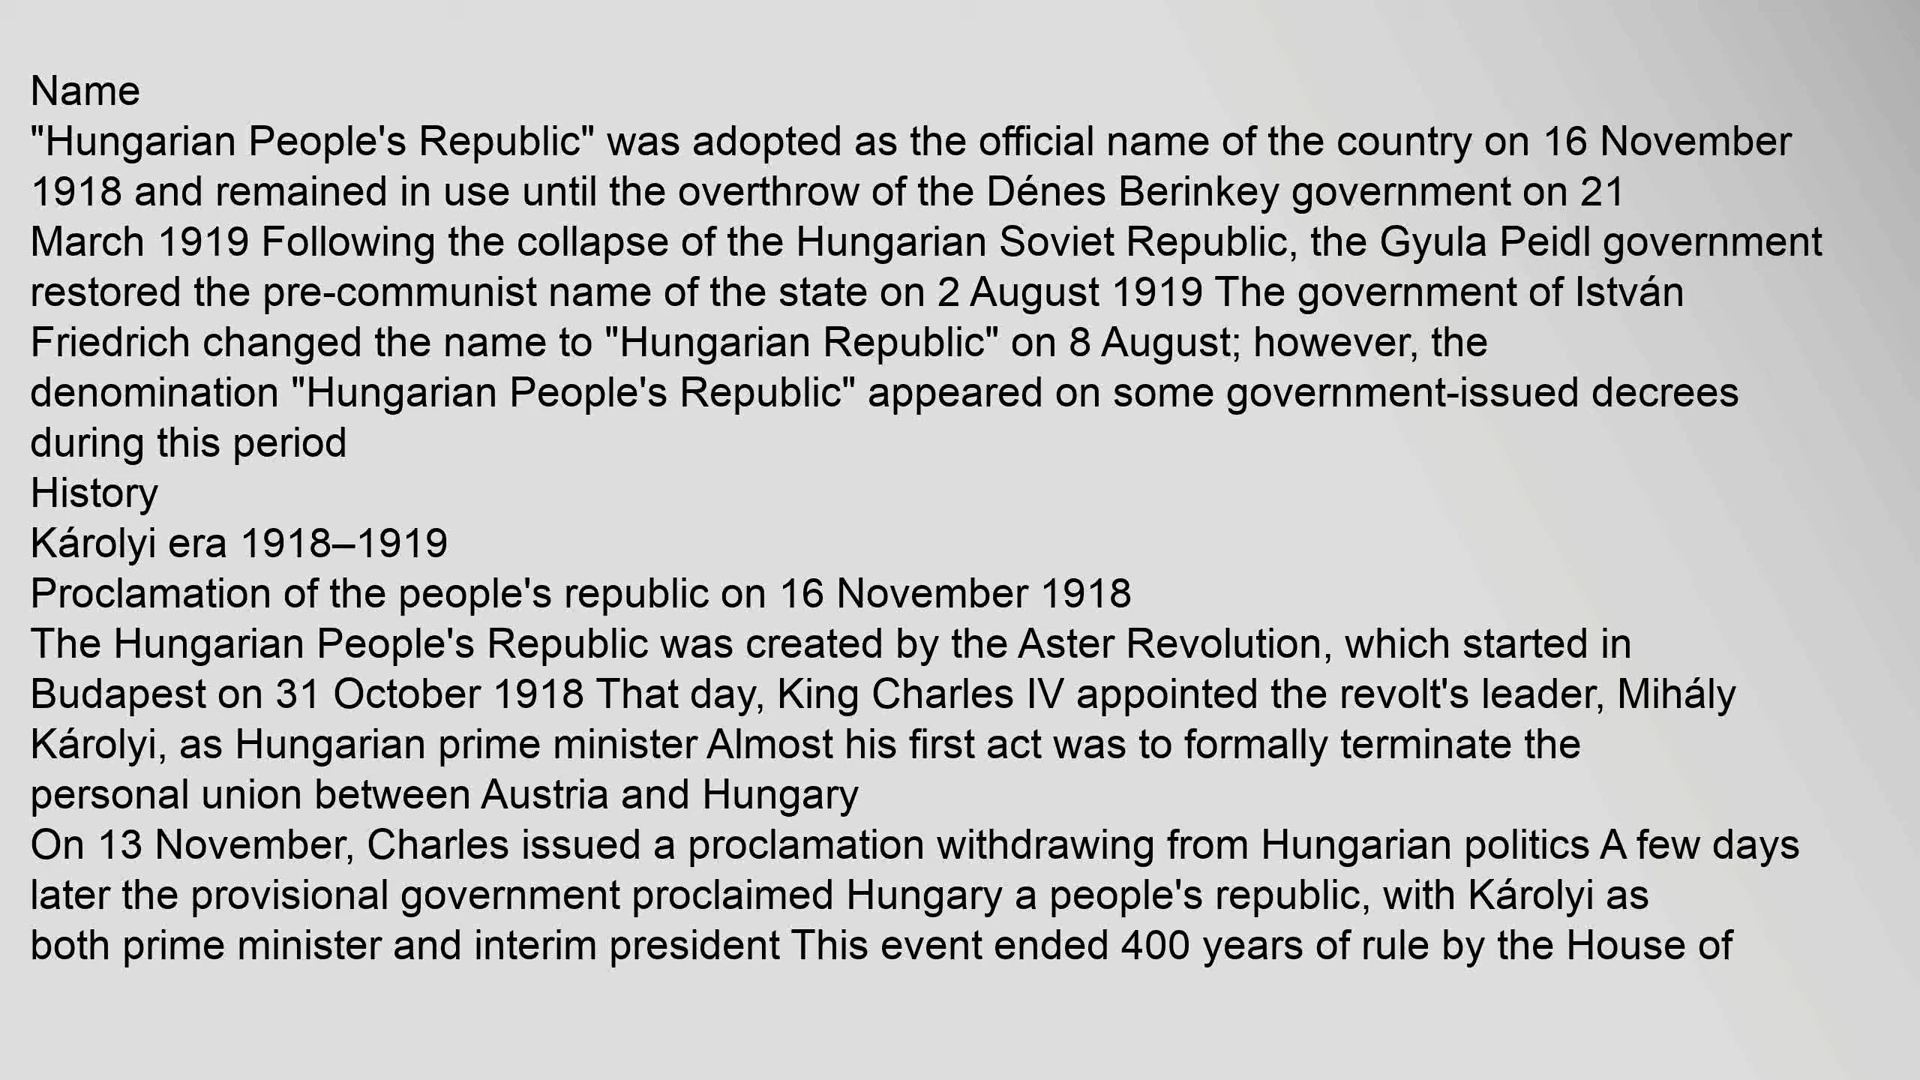 Name
"Hungarian People's Republic" was adopted as the official name of the country on 16 November
1918 and remained in use until the overthrow of the Dénes Berinkey government on 21
March 1919 Following the collapse of the Hungarian Soviet Republic, the Gyula Peidl government
restored the pre-communist name of the state on 2 August 1919 The government of István
Friedrich changed the name to "Hungarian Republic" on 8 August; however, the
denomination "Hungarian People's Republic" appeared on some government-issued decrees
during this period
History
Károlyi era 1918–1919
Proclamation of the people's republic on 16 November 1918
The Hungarian People's Republic was created by the Aster Revolution, which started in
Budapest on 31 October 1918 That day, King Charles IV appointed the revolt's leader, Mihály
Károlyi, as Hungarian prime minister Almost his first act was to formally terminate the
personal union between Austria and Hungary
On 13 November, Charles issued a proclamation withdrawing from Hungarian politics A few days
later the provisional government proclaimed Hungary a people's republic, with Károlyi as
both prime minister and interim president This event ended 400 years of rule by the House of